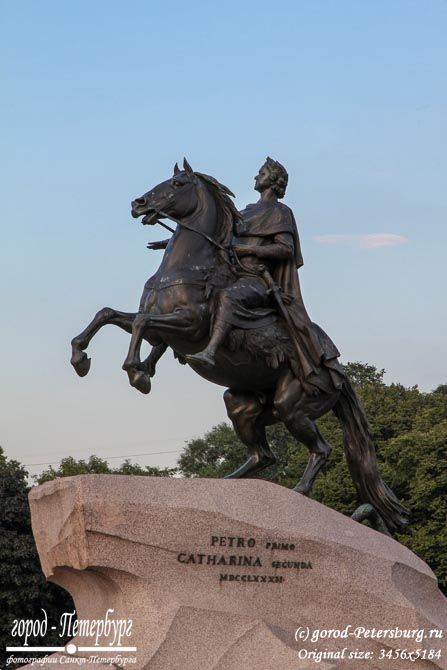 PETRO PRIMO
CATHARINA SECUNDA
MDCCLXXXII
город - Петербург
фотографии Санкт-Петербурга
(c) gorod-Petersburg.ru
Original size: 3456x5184